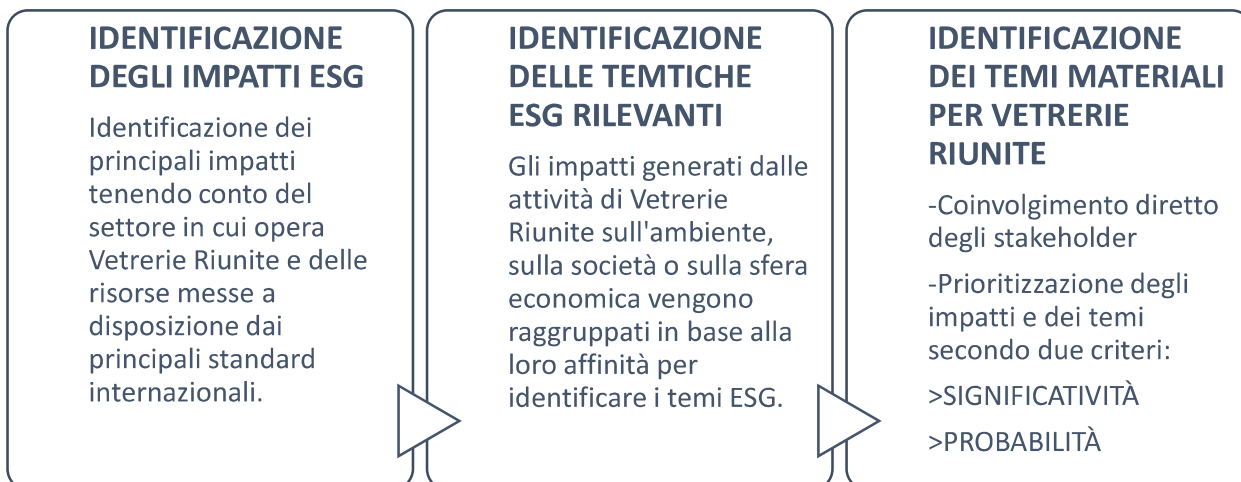 IDENTIFICAZIONE
DEGLI IMPATTI ESG
Identificazione dei
principali impatti
tenendo conto del
settore in cui opera
Vetrerie Riunite e delle
risorse messe a
disposizione dai
principali standard
internazionali.
IDENTIFICAZIONE
DELLE TEMTICHE
ESG RILEVANTI
Gli impatti generati dalle
attività di Vetrerie
Riunite sull'ambiente,
sulla società o sulla sfera
economica vengono
raggruppati in base alla
loro affinità per
identificare i temi ESG.
IDENTIFICAZIONE
DEI TEMI MATERIALI
PER VETRERIE
RIUNITE
-Coinvolgimento diretto
degli stakeholder
-Prioritizzazione degli
impatti e dei temi
secondo due criteri:
>SIGNIFICATIVITÀ
>PROBABILITÀ